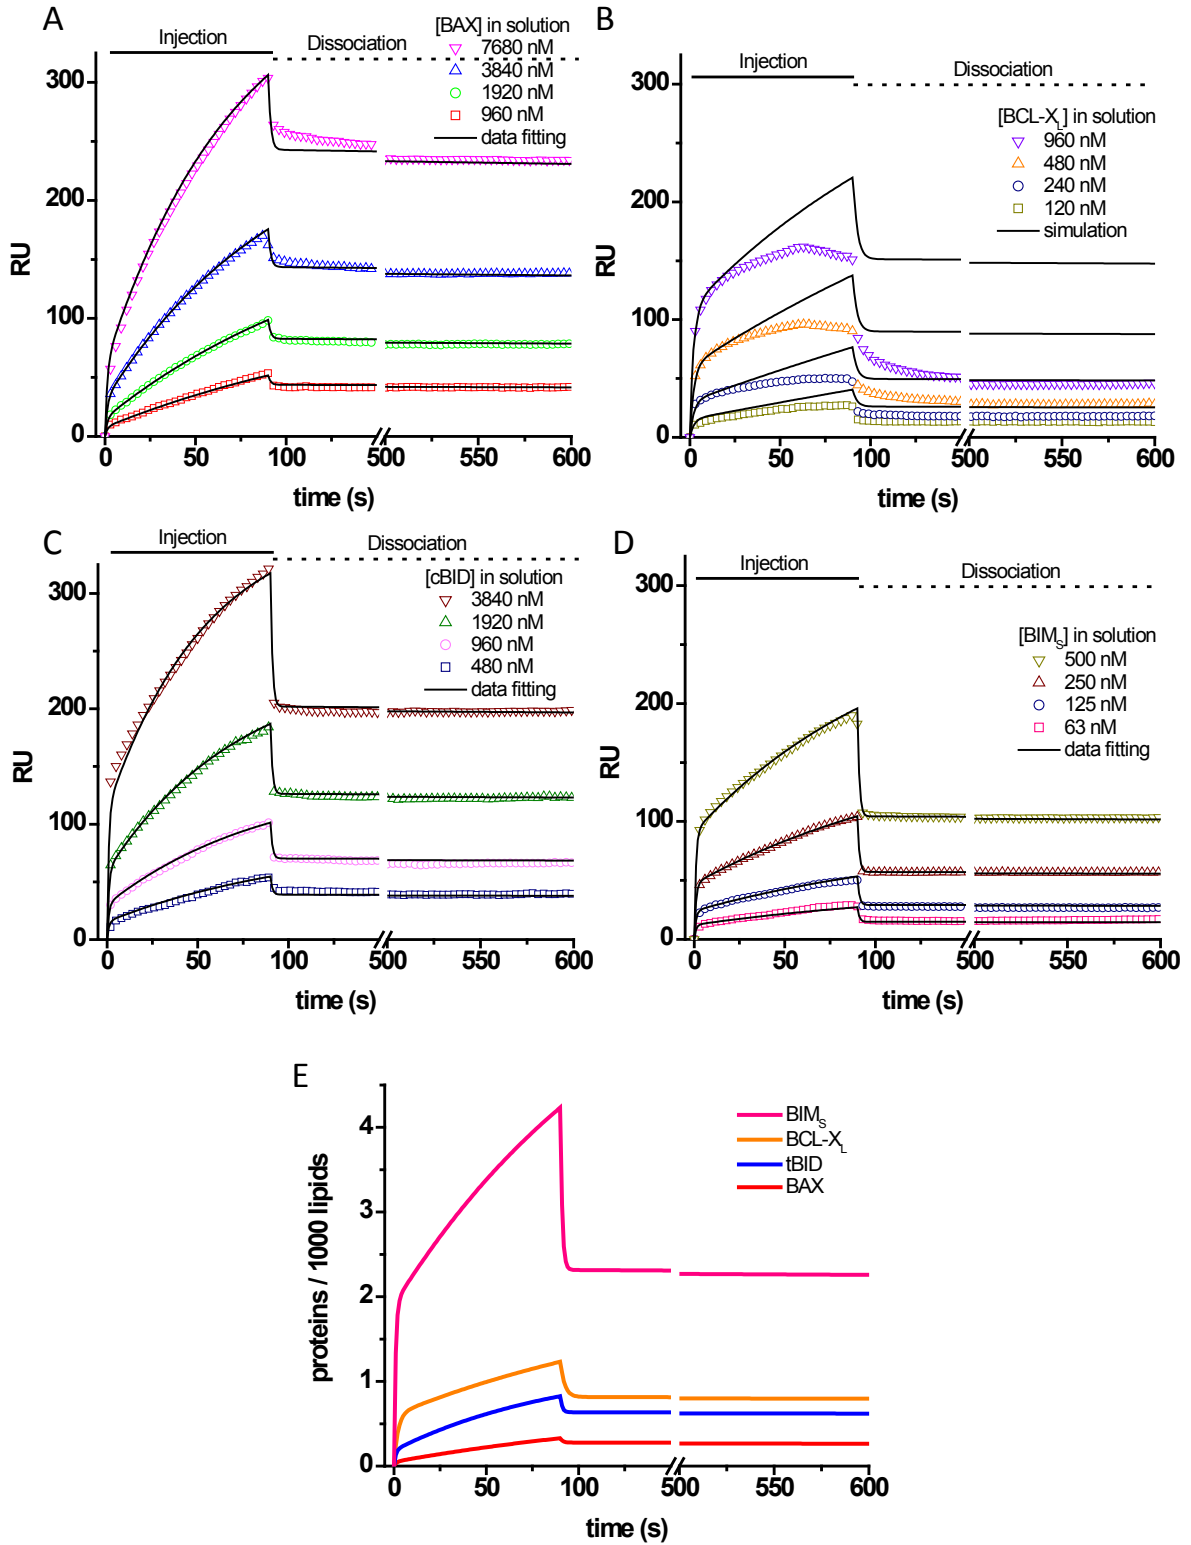 A
Injection
Dissociation
[BAX] in solution
7680 nM
3840 nM
1920 nM
960 nM
data fitting
RU
300
200
100
0
0 50 100 500 550 600
time (s)
B
Injection
Dissociation
[BCL-XL] in solution
960 nM
480 nM
240 nM
120 nM
simulation
RU
300
200
100
0
0 50 100 500 550 600
time (s)
C
Injection
Dissociation
[cBID] in solution
3840 nM
1920 nM
960 nM
480 nM
data fitting
RU
300
200
100
0
0 50 100 500 550 600
time (s)
D
Injection
Dissociation
[BIMS] in solution
500 nM
250 nM
125 nM
63 nM
data fitting
RU
300
200
100
0
0 50 100 500 550 600
time (s)
E
BIMS
BCL-XL
tBID
BAX
proteins / 1000 lipids
4
3
2
1
0
0 50 100 500 550 600
time (s)